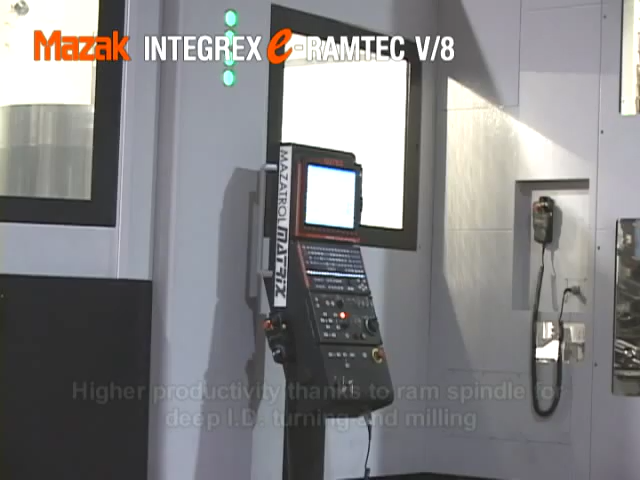 Mazak INTEGREX e-RAMTEC V/8
MAZATROL MATRIX
Higher productivity thanks to ram spindle for
deep I.D. turning and milling